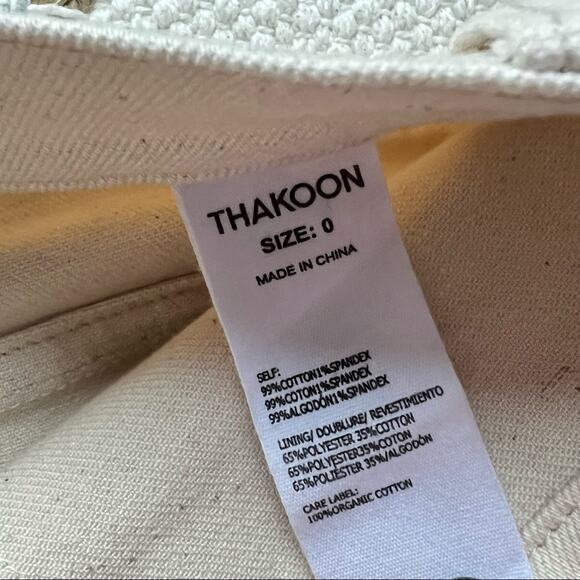 THAKOON
SIZE: 0
MADE IN CHINA
SELF:
99%COTTON1%SPANDEX
99%COTON1%SPANDEX
99%ALGODÓN1%SPANDEX
LINING/ DOUBLURE/ REVESTIMIENTO
65%POLYESTER 35%COTTON
65%POLYESTER35%COTON
65%POLIÉSTER 35%/ALGODÓN
CARE LABEL:
100%ORGANIC COTTON